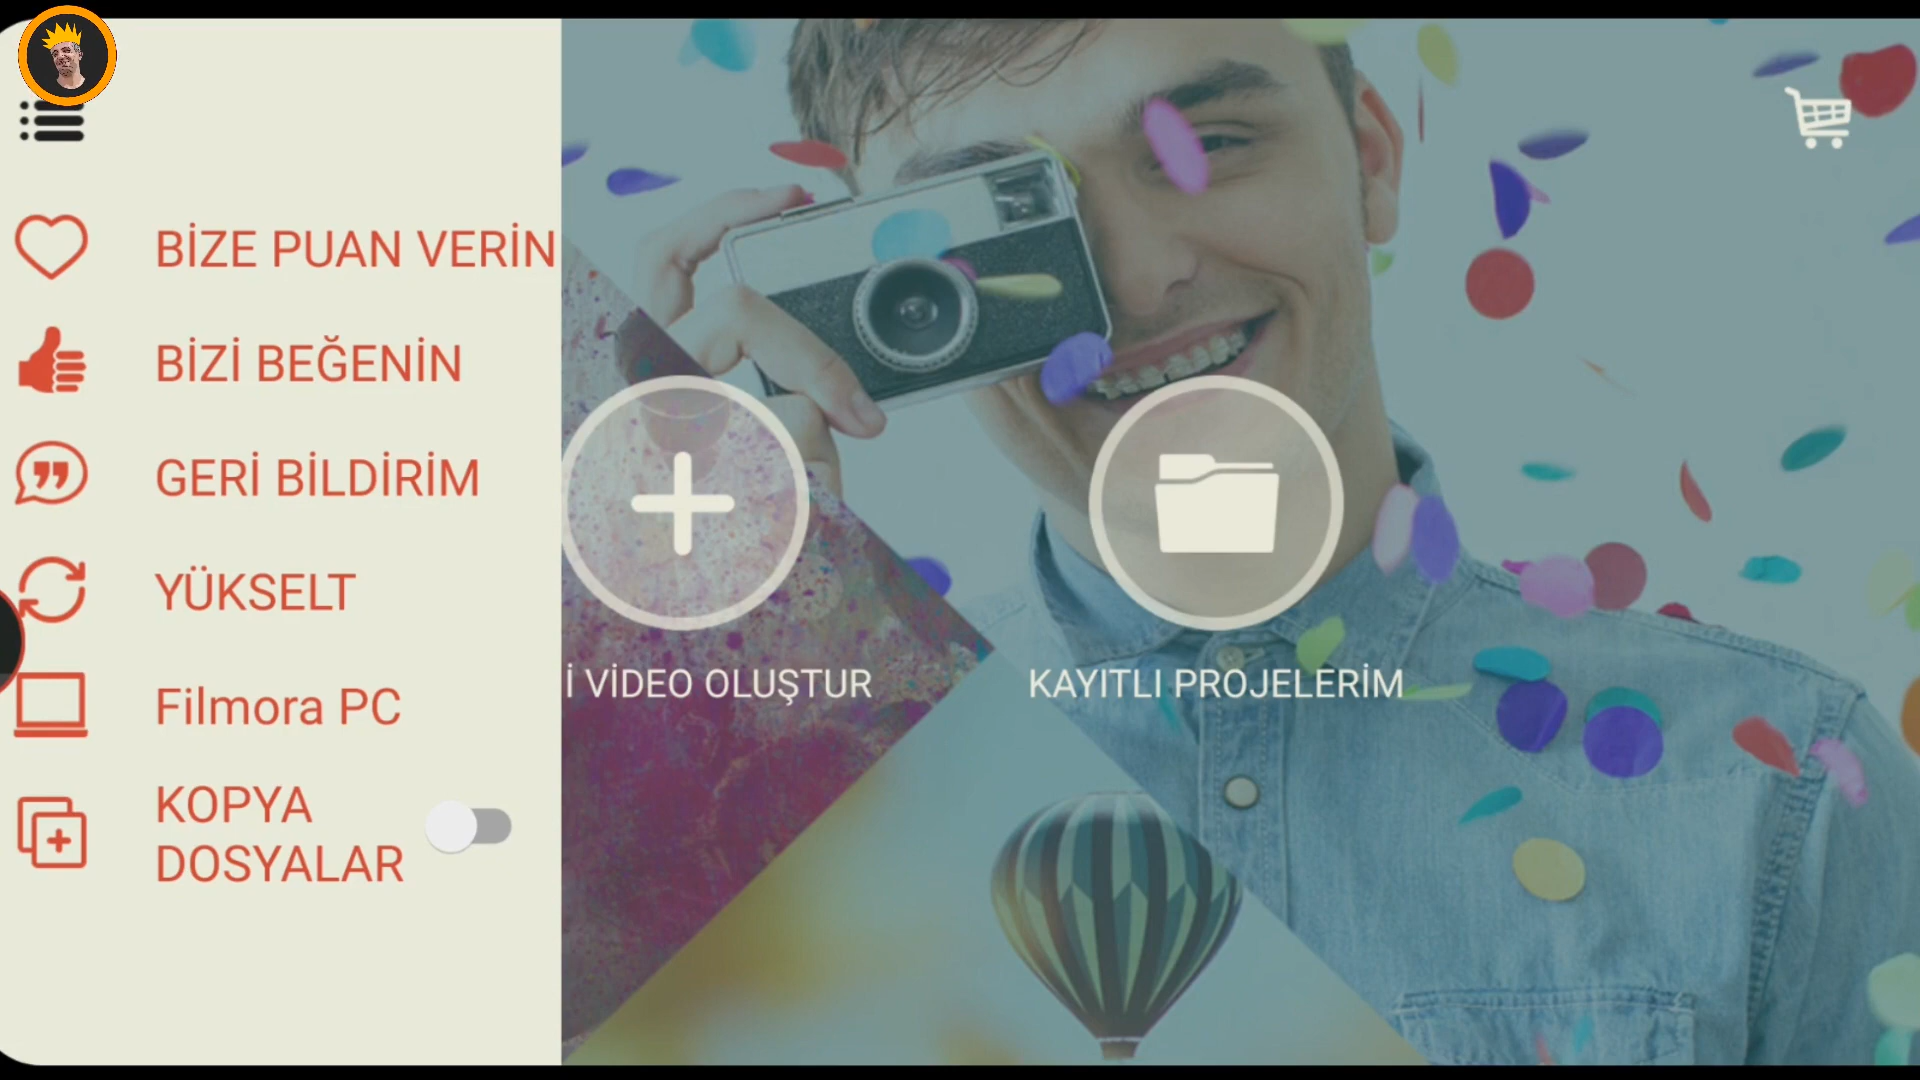 BİZE PUAN VERİN
BİZİ BEĞENİN
GERİ BİLDİRİM
YÜKSELT
Filmora PC
KOPYA
DOSYALAR
İ VİDEO OLUŞTUR
KAYITLI PROJELERİM